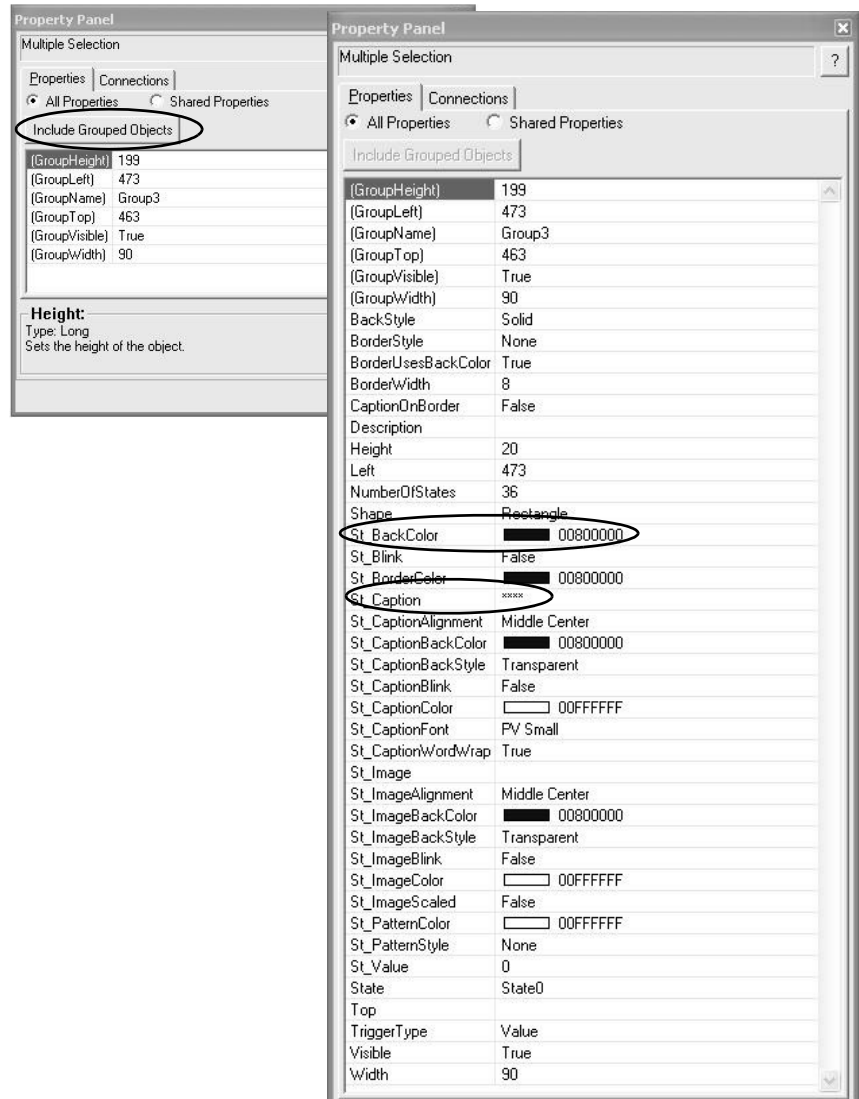 Property Panel
Multiple Selection
Properties Connections
All Properties Shared Properties
Include Grouped Objects
(GroupHeight) 199
(GroupLeft) 473
(GroupName) Group3
(GroupTop) 463
(GroupVisible) True
(GroupWidth) 90
Height:
Type: Long
Sets the height of the object.
Property Panel
Multiple Selection ?
Properties Connections
All Properties Shared Properties
Include Grouped Objects
(GroupHeight) 199
(GroupLeft) 473
(GroupName) Group3
(GroupTop) 463
(GroupVisible) True
(GroupWidth) 90
BackStyle Solid
BorderStyle None
BorderUsesBackColor True
BorderWidth 8
CaptionOnBorder False
Description
Height 20
Left 473
NumberOfStates 36
Shape Rectangle
St_BackColor 00800000
St_Blink False
St_BorderColor 00800000
St_Caption ****
St_CaptionAlignment Middle Center
St_CaptionBackColor 00800000
St_CaptionBackStyle Transparent
St_CaptionBlink False
St_CaptionColor 00FFFFFF
St_CaptionFont PV Small
St_CaptionWordWrap True
St_Image
St_ImageAlignment Middle Center
St_ImageBackColor 00800000
St_ImageBackStyle Transparent
St_ImageBlink False
St_ImageColor 00FFFFFF
St_ImageScaled False
St_PatternColor 00FFFFFF
St_PatternStyle None
St_Value 0
State State0
Top
TriggerType Value
Visible True
Width 90